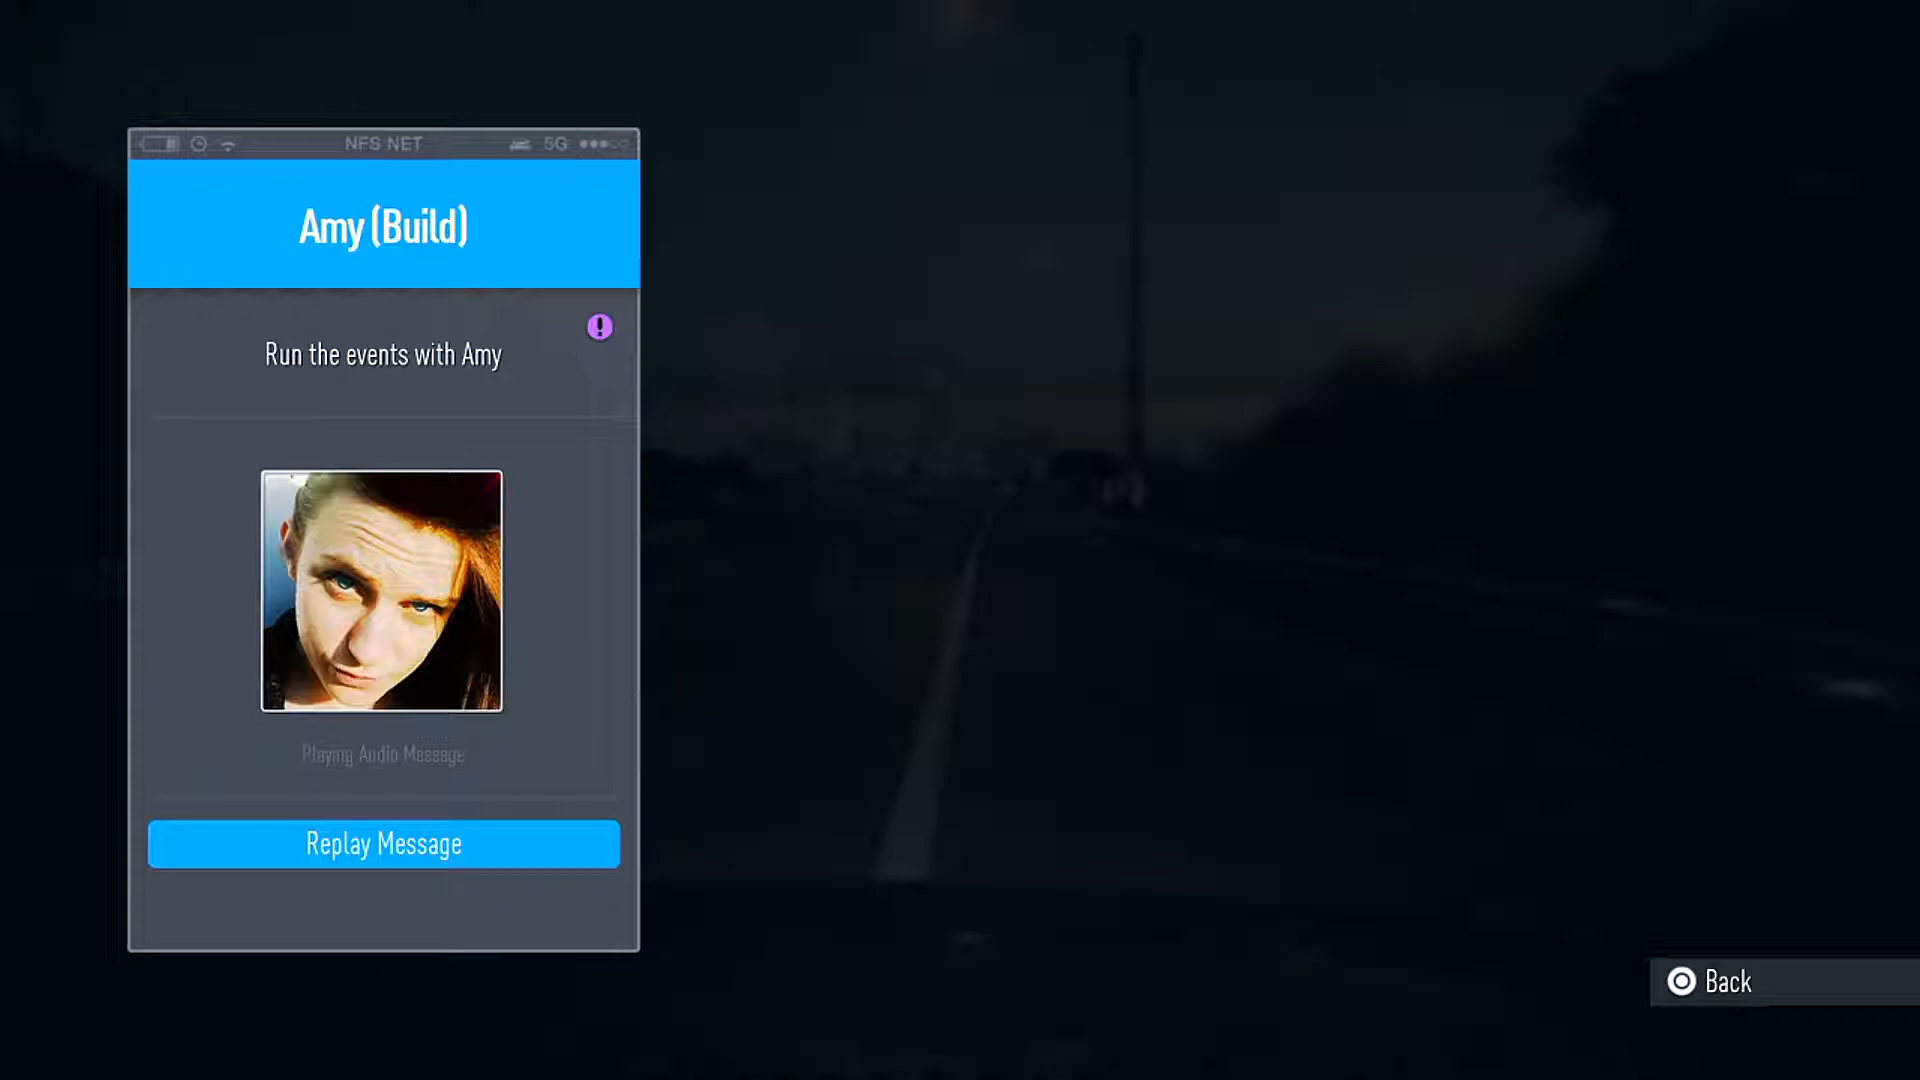 NFS NET
5G
Amy (Build)
Run the events with Amy
Playing Audio Message
Replay Message
Back